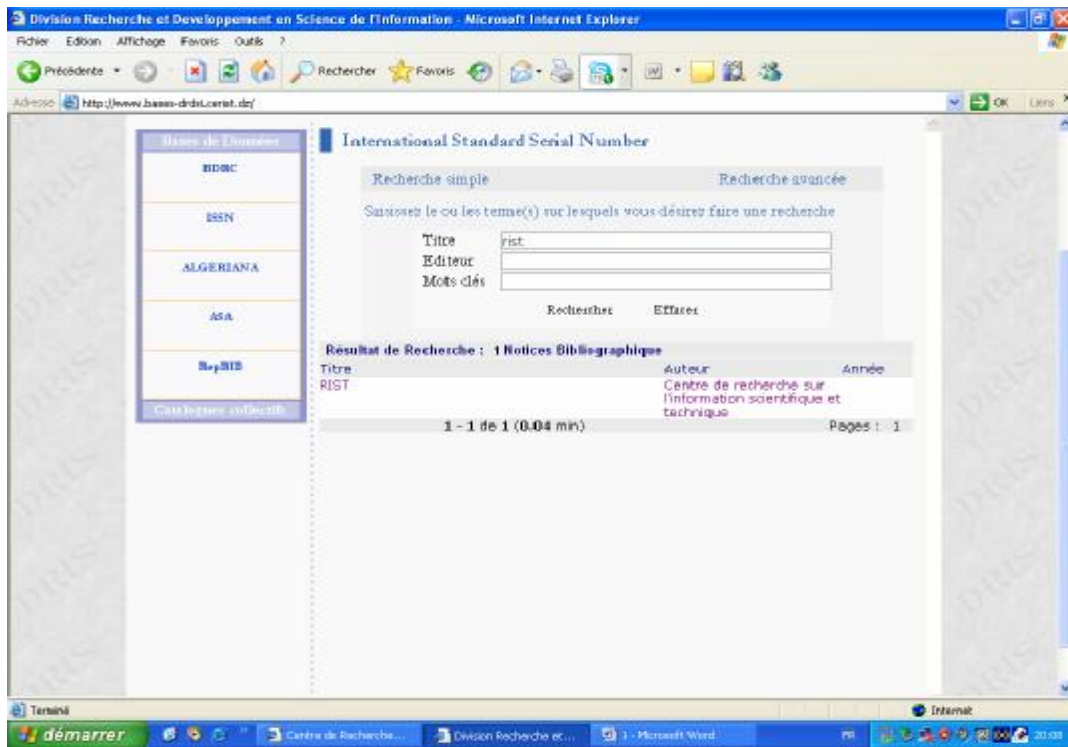 Division Recherche et Developpement en Science de l'Information - Microsoft Internet Explorer
Fichier Edition Affichage Favoris Outils ?
Précédente Rechercher Favoris
Adresse http://www.bases-drdsi.cerist.dz/ OK Liens
Bases de Données
BDBC
ISSN
ALGERIANA
ASA
RepBIB
Catalogues collectifs
International Standard Serial Number
Recherche simple Recherche avancée
Saisissez le ou les terme(s) sur lesquels vous désirez faire une recherche
Titre rist
Editeur
Mots clés
Rechercher Effacer
Résultat de Recherche : 1 Notices Bibliographique
Titre Auteur Année
RIST Centre de recherche sur
l'information scientifique et
technique
1 - 1 de 1 (0.04 min) Pages : 1
DRDSI
Terminé Internet
démarrer Centre de Recherche... Division Recherche et... 1 - Microsoft Word FR 20:08